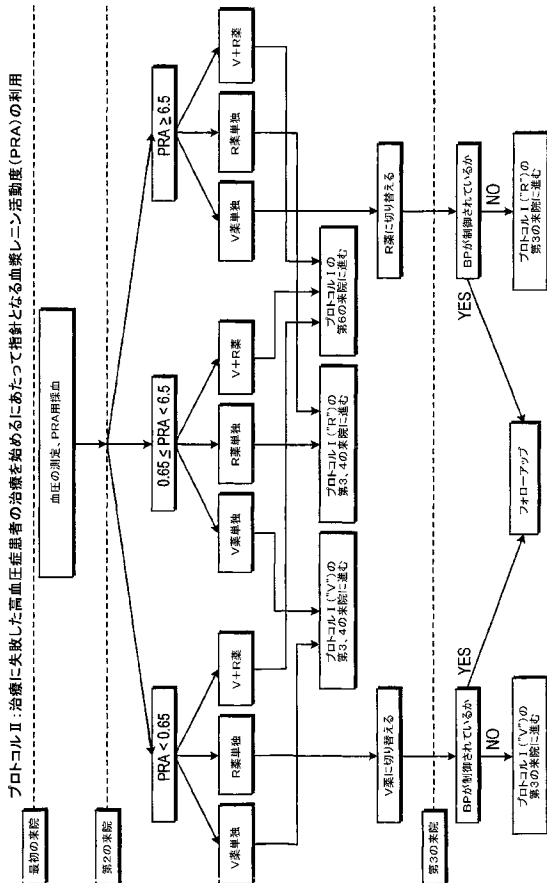 プロトコル II：治療に失敗した高血圧症患者の治療を始めるにあたって指針となる血漿レニン活動度(PRA)の利用
最初の来院
血圧の測定、PRA用採血
第2の来院
PRA < 0.65
0.65 ≤ PRA < 6.5
PRA ≥ 6.5
V薬単独
R薬単独
V+R薬
V薬単独
R薬単独
V+R薬
V薬単独
R薬単独
V+R薬
プロトコル I ("V")の
第3、4の来院に進む
プロトコル I ("R")の
第3、4の来院に進む
プロトコル I の
第6の来院に進む
V薬に切り替える
R薬に切り替える
第3の来院
BPが制御されているか
BPが制御されているか
YES
YES
NO
NO
プロトコル I ("V")の
第3の来院に進む
フォローアップ
プロトコル I ("R")の
第3の来院に進む